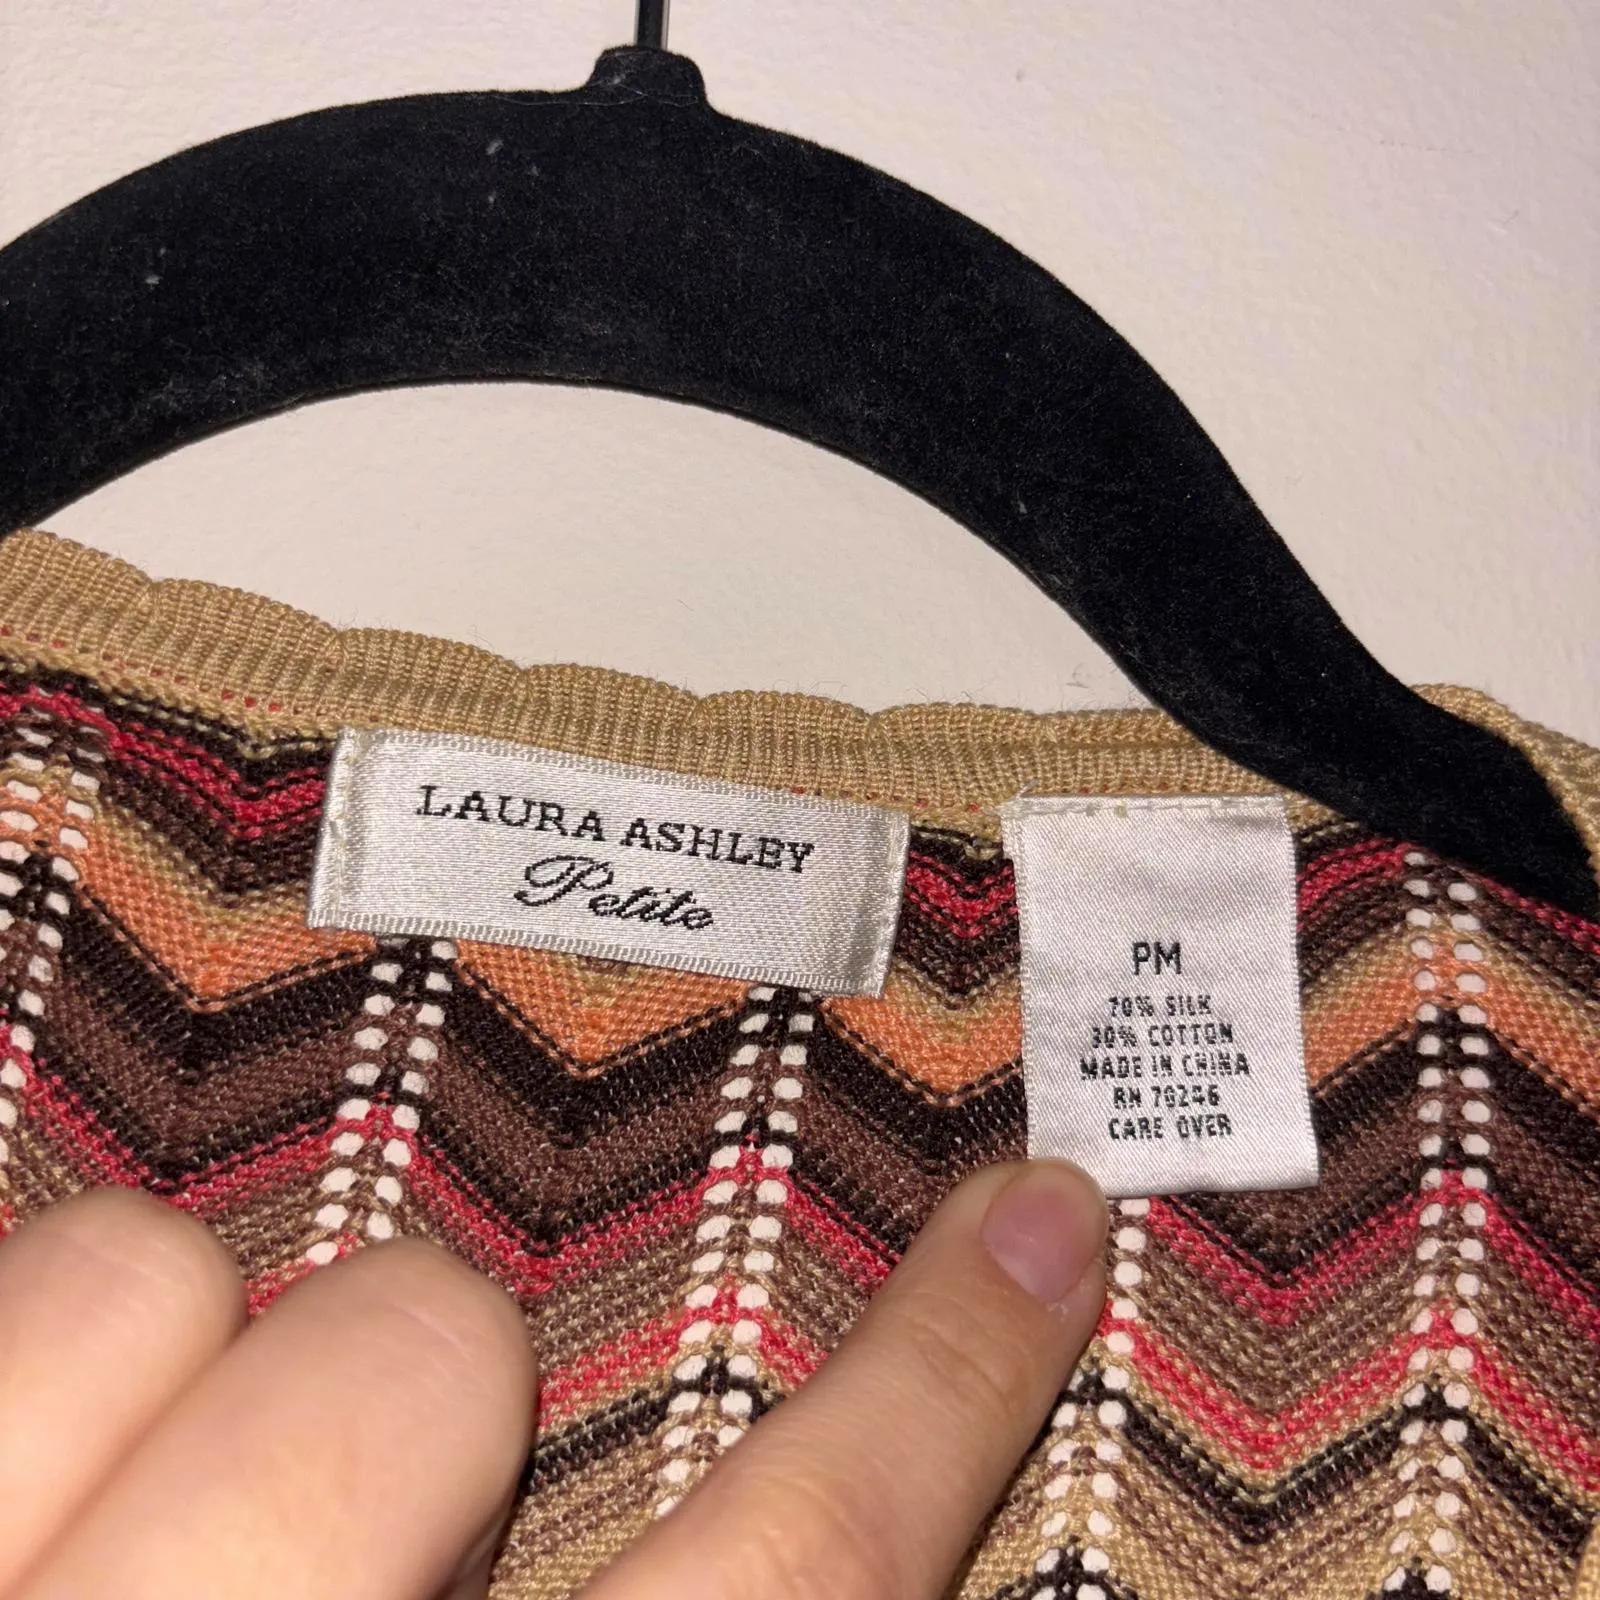 LAURA ASHLEY
Petite
PM
70% SILK
30% COTTON
MADE IN CHINA
RN 70246
CARE OVER